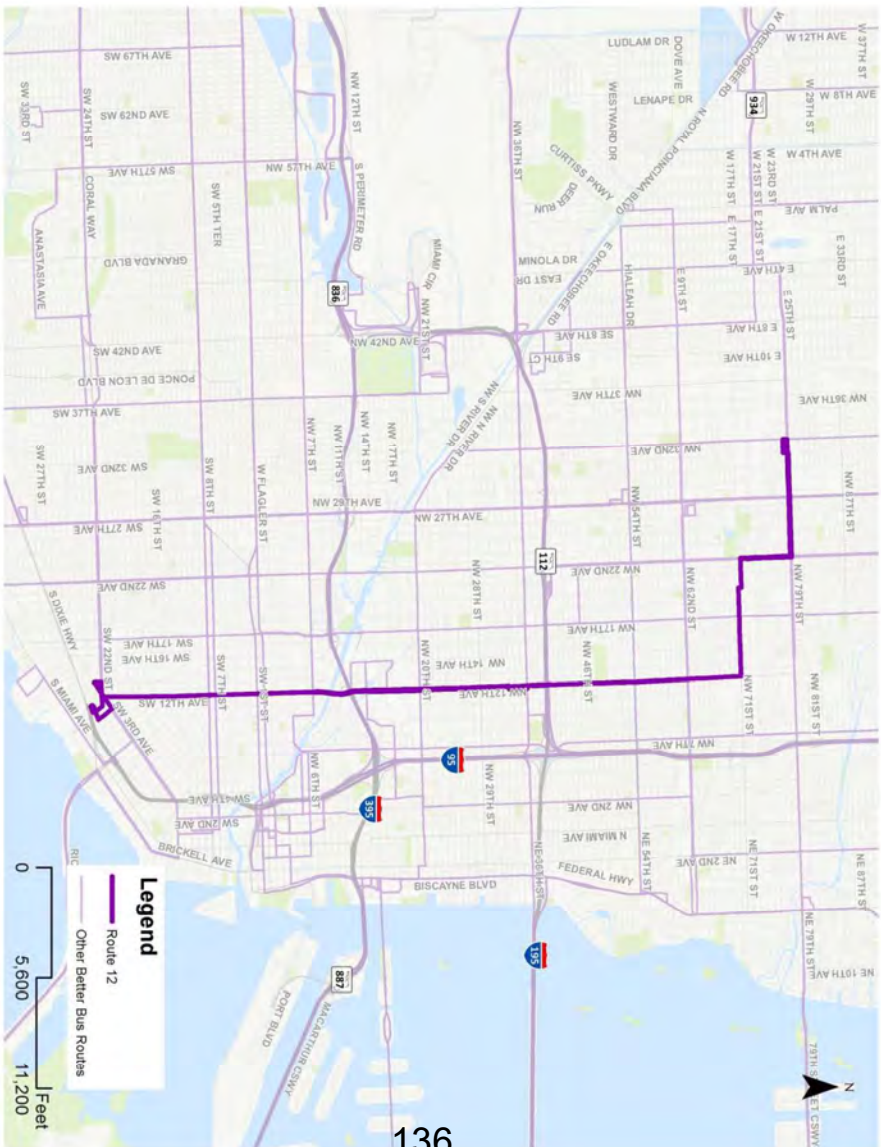 W 37TH ST
W 12TH AVE
W 29TH ST
W 8TH AVE
934
W 4TH AVE
W 23RD ST
W 21ST ST
W 17TH ST
E 33RD ST
PALM AVE
E 21ST ST
E 17TH ST
E 4TH AVE
E 25TH ST
E 8TH AVE
E 10TH AVE
NW 36TH AVE
W OKEECHOBEE RD
LUDLAM DR
DOVE AVE
LENAPE DR
WESTWARD DR
N ROYAL POINCIANA BLVD
CURTISS PKWY
DEER RUN
MINOLA DR
EAST DR
E OKEECHOBEE RD
HIALEAH DR
E 9TH ST
SE 8TH AVE
SE 9TH CT
NW 37TH AVE
NW 36TH ST
NW 12TH ST
S PERIMETER RD
NW 57TH AVE
MIAMI CIR
836
NW 21ST ST
NW 42ND AVE
NW S RIVER DR
NW N RIVER DR
SW 67TH AVE
SW 62ND AVE
SW 33RD ST
SW 24TH ST
SW 57TH AVE
CORAL WAY
SW 5TH TER
GRANADA BLVD
ANASTASIA AVE
SW 42ND AVE
PONCE DE LEON BLVD
SW 37TH AVE
NW 7TH ST
NW 11TH ST
NW 14TH ST
NW 17TH ST
NW 32ND AVE
NW 87TH ST
SW 27TH ST
SW 32ND AVE
SW 16TH ST
SW 8TH ST
W FLAGLER ST
NW 29TH AVE
SW 27TH AVE
NW 27TH AVE
NW 54TH ST
112
SW 22ND AVE
NW 22ND AVE
NW 28TH ST
NW 62ND ST
NW 79TH ST
S DIXIE HWY
SW 22ND ST
SW 17TH AVE
SW 16TH AVE
NW 17TH AVE
NW 14TH AVE
NW 20TH ST
NW 46TH ST
SW 7TH ST
SW 1ST ST
SW 12TH AVE
NW 12TH AVE
NW 71ST ST
NW 81ST ST
S MIAMI AVE
SW 3RD AVE
NW 7TH AVE
95
NW 6TH ST
NW 29TH ST
SW 4TH AVE
SW 2ND AVE
395
NW 2ND AVE
N MIAMI AVE
BRICKELL AVE
NE 54TH ST
NE 2ND AVE
NE 71ST ST
NE 87TH ST
FEDERAL HWY
BISCAYNE BLVD
NE 36TH ST
195
NE 79TH ST
NE 10TH AVE
887
MACARTHUR CSWY
PORT BLVD
N
Legend
Route 12
Other Better Bus Routes
0 5,600 11,200
Feet
136